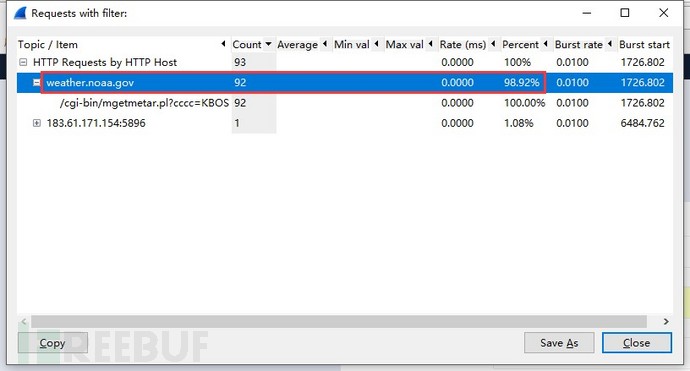 Requests with filter:
Topic / Item Count Average Min val Max val Rate (ms) Percent Burst rate Burst start
HTTP Requests by HTTP Host 93 0.0000 100% 0.0100 1726.802
weather.noaa.gov 92 0.0000 98.92% 0.0100 1726.802
/cgi-bin/mgetmetar.pl?cccc=KBOS 92 0.0000 100.00% 0.0100 1726.802
183.61.171.154:5896 1 0.0000 1.08% 0.0100 6484.762
REEBUF
Copy Save As Close